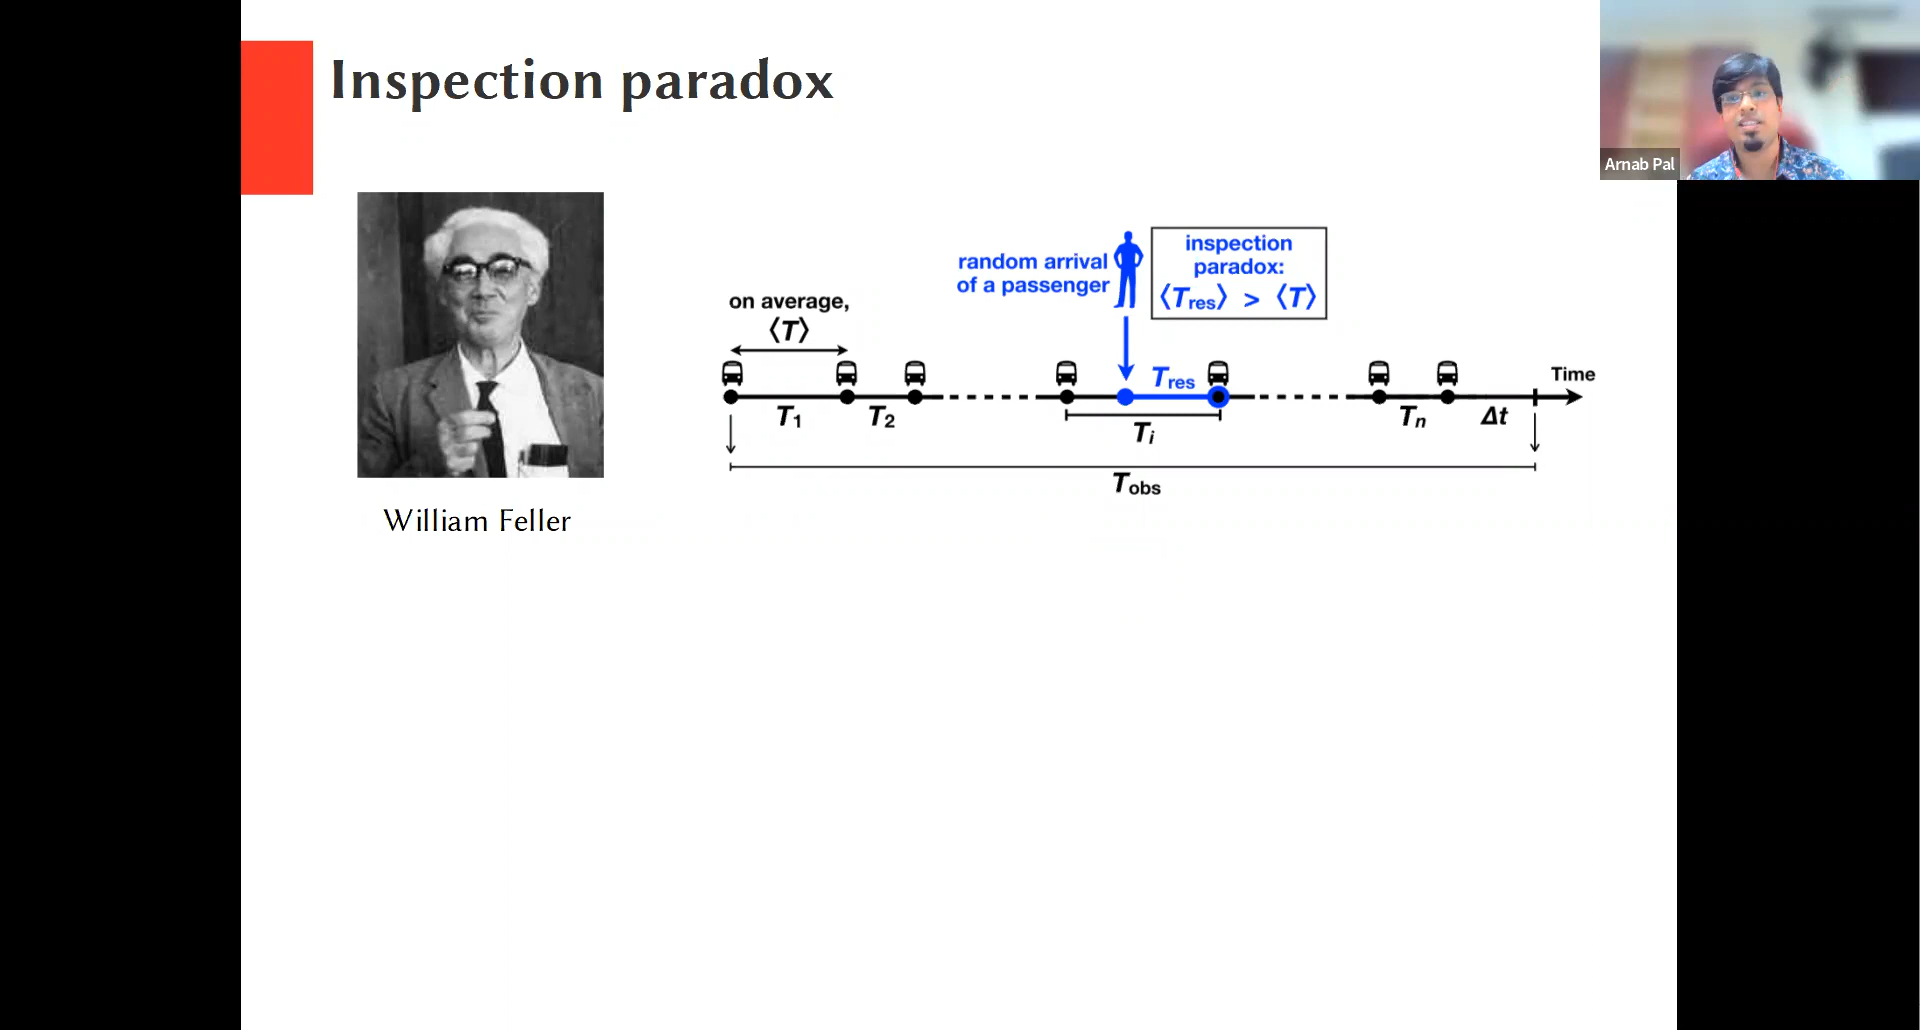 Inspection paradox
Arnab Pal
William Feller
on average,
⟨T⟩
random arrival
of a passenger
inspection
paradox:
⟨Tres⟩ > ⟨T⟩
Tres
Time
T1
T2
Ti
Tn
Δt
Tobs